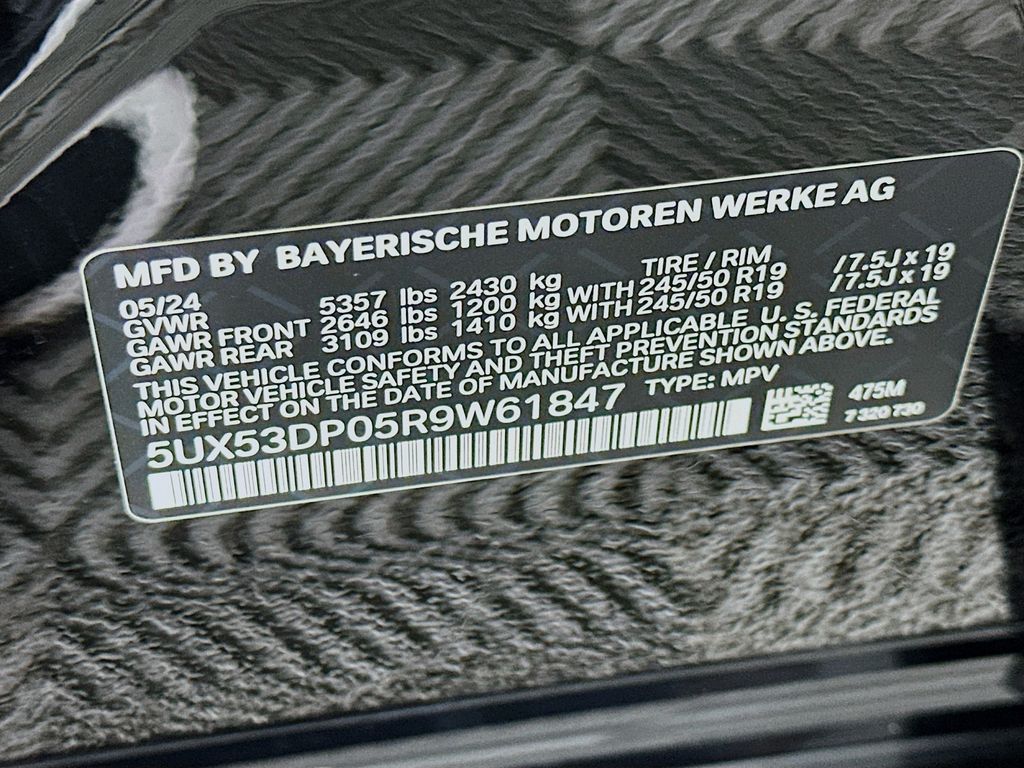 MFD BY BAYERISCHE MOTOREN WERKE AG
05/24 TIRE / RIM
GVWR 5357 lbs 2430 kg
GAWR FRONT 2646 lbs 1200 kg WITH 245/50 R19 /7.5J x 19
GAWR REAR 3109 lbs 1410 kg WITH 245/50 R19 /7.5J x 19
THIS VEHICLE CONFORMS TO ALL APPLICABLE U. S. FEDERAL
MOTOR VEHICLE SAFETY AND THEFT PREVENTION STANDARDS
IN EFFECT ON THE DATE OF MANUFACTURE SHOWN ABOVE.
5UX53DP05R9W61847 TYPE: MPV
475M
7 320 730